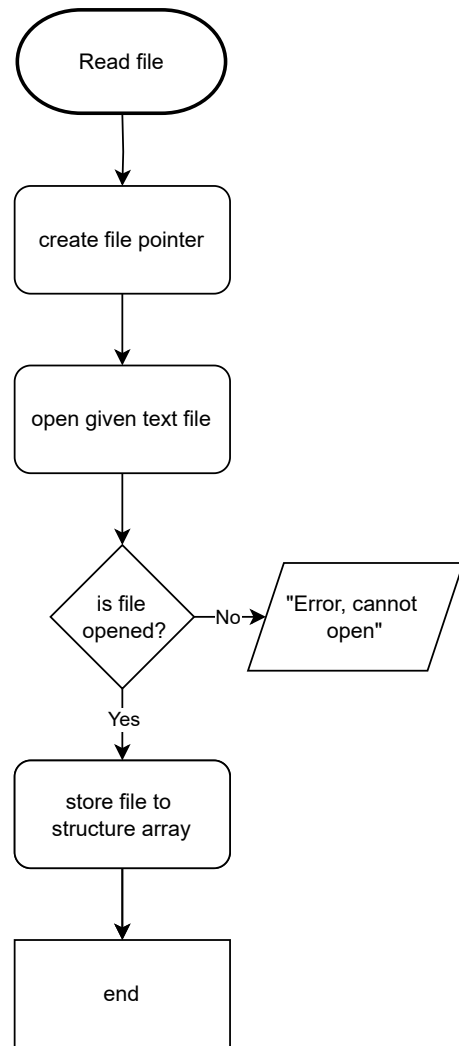 Read file
create file pointer
open given text file
is file
opened?
No
"Error, cannot
open"
Yes
store file to
structure array
end